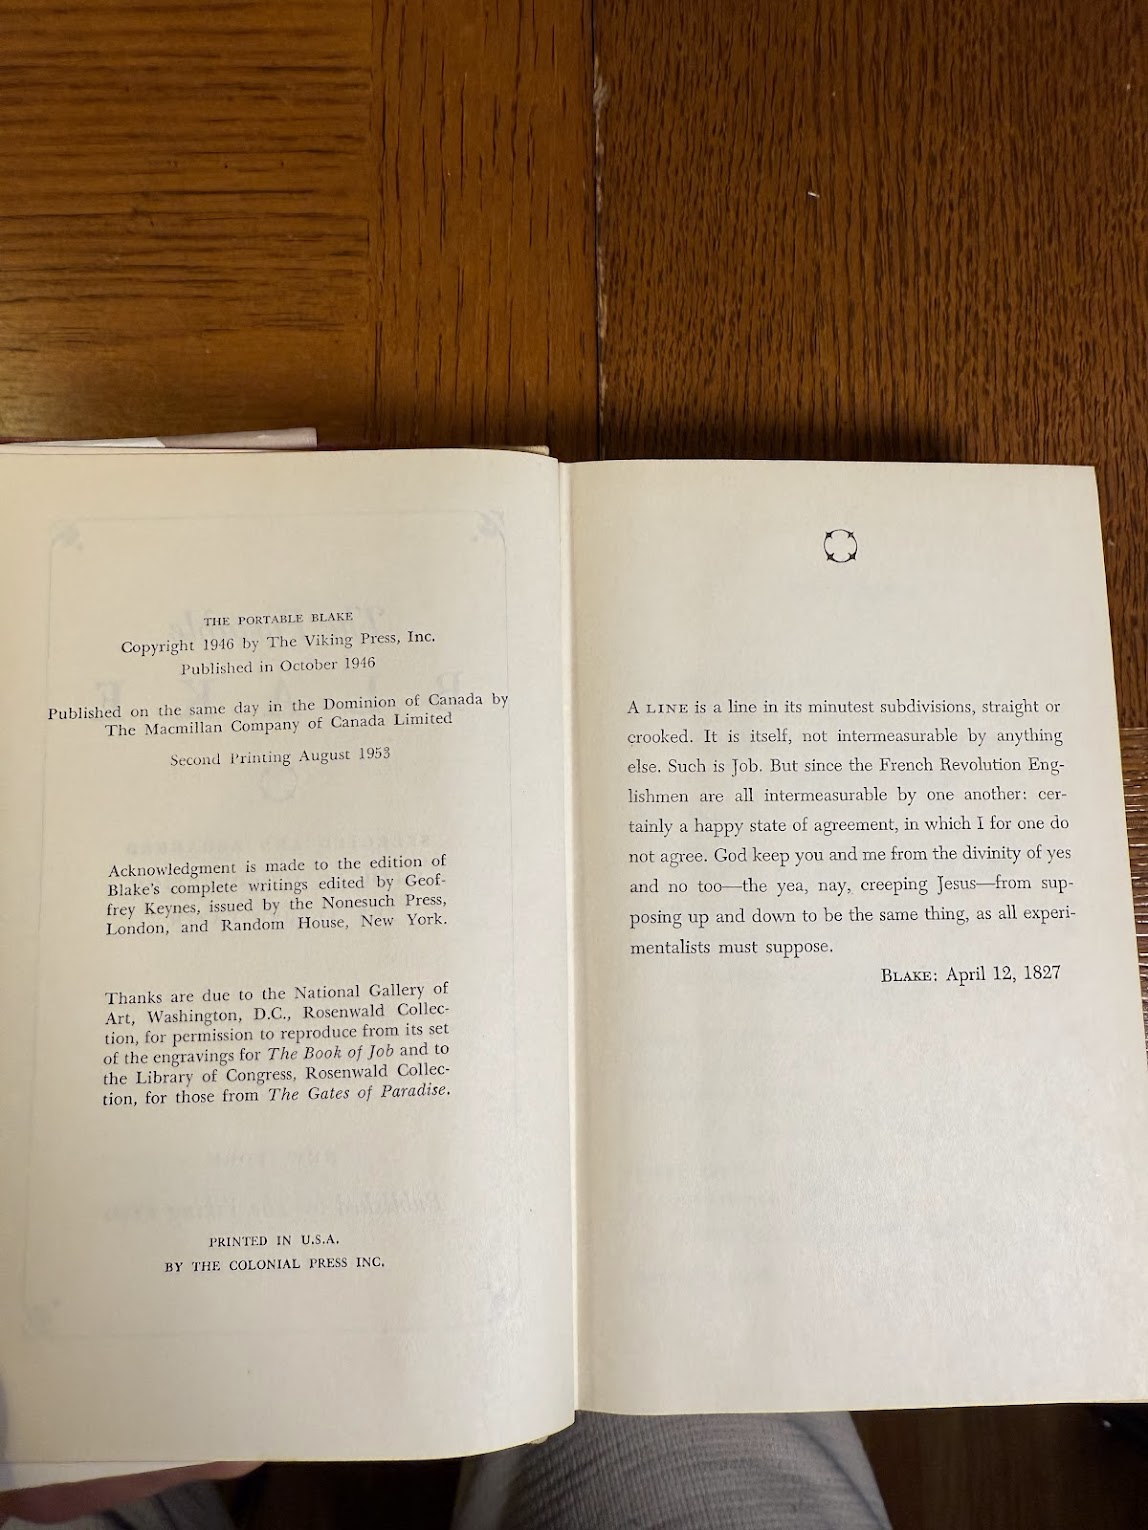 THE PORTABLE BLAKE
Copyright 1946 by The Viking Press, Inc.
Published in October 1946
Published on the same day in the Dominion of Canada by
The Macmillan Company of Canada Limited
Second Printing August 1953
Acknowledgment is made to the edition of
Blake's complete writings edited by Geof-
frey Keynes, issued by the Nonesuch Press,
London, and Random House, New York.
Thanks are due to the National Gallery of
Art, Washington, D.C., Rosenwald Collec-
tion, for permission to reproduce from its set
of the engravings for The Book of Job and to
the Library of Congress, Rosenwald Collec-
tion, for those from The Gates of Paradise.
PRINTED IN U.S.A.
BY THE COLONIAL PRESS INC.
A LINE is a line in its minutest subdivisions, straight or
crooked. It is itself, not intermeasurable by anything
else. Such is Job. But since the French Revolution Eng-
lishmen are all intermeasurable by one another: cer-
tainly a happy state of agreement, in which I for one do
not agree. God keep you and me from the divinity of yes
and no too—the yea, nay, creeping Jesus—from sup-
posing up and down to be the same thing, as all experi-
mentalists must suppose.
BLAKE: April 12, 1827